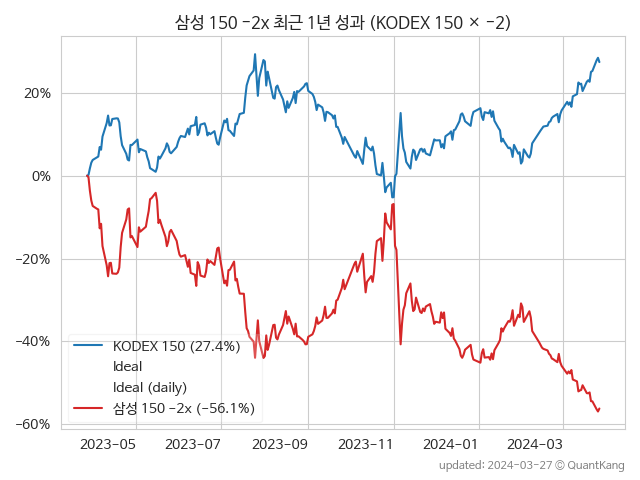 삼성 150 −2x 최근 1년 성과 (KODEX 150 × −2)
20%
0%
−20%
−40%
−60%
KODEX 150 (27.4%)
Ideal
Ideal (daily)
삼성 150 −2x (−56.1%)
2023−05
2023−07
2023−09
2023−11
2024−01
2024−03
updated: 2024−03−27 © QuantKang